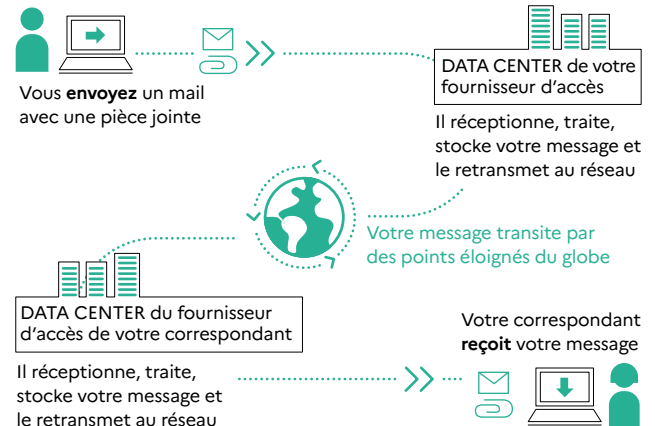 Vous envoyez un mail
avec une pièce jointe
DATA CENTER de votre
fournisseur d'accès
Il réceptionne, traite,
stocke votre message et
le retransmet au réseau
Votre message transite par
des points éloignés du globe
DATA CENTER du fournisseur
d'accès de votre correspondant
Il réceptionne, traite,
stocke votre message et
le retransmet au réseau
Votre correspondant
reçoit votre message